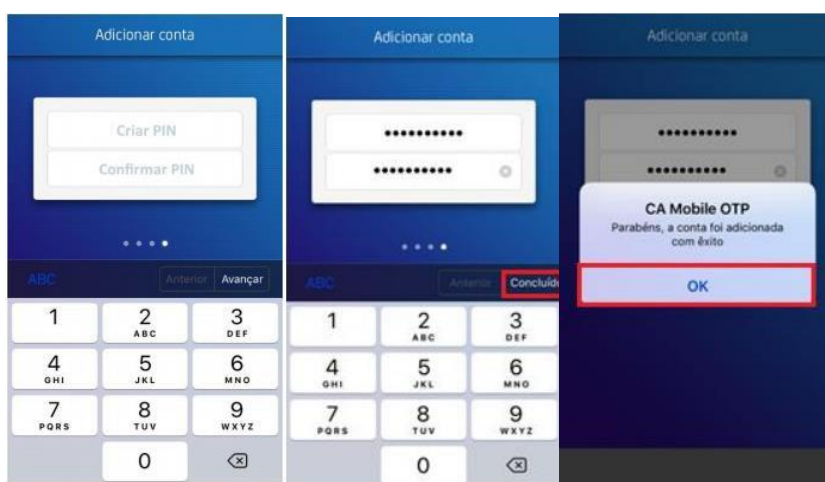 Adicionar conta
Criar PIN
Confirmar PIN
ABC
Anterior
Avançar
1
2
ABC
3
DEF
4
GHI
5
JKL
6
MNO
7
PQRS
8
TUV
9
WXYZ
0
Adicionar conta
••••••••••
••••••••••
ABC
Anterior
Concluíd
1
2
ABC
3
DEF
4
GHI
5
JKL
6
MNO
7
PQRS
8
TUV
9
WXYZ
0
Adicionar conta
••••••••••
••••••••••
CA Mobile OTP
Parabéns, a conta foi adicionada
com êxito
OK